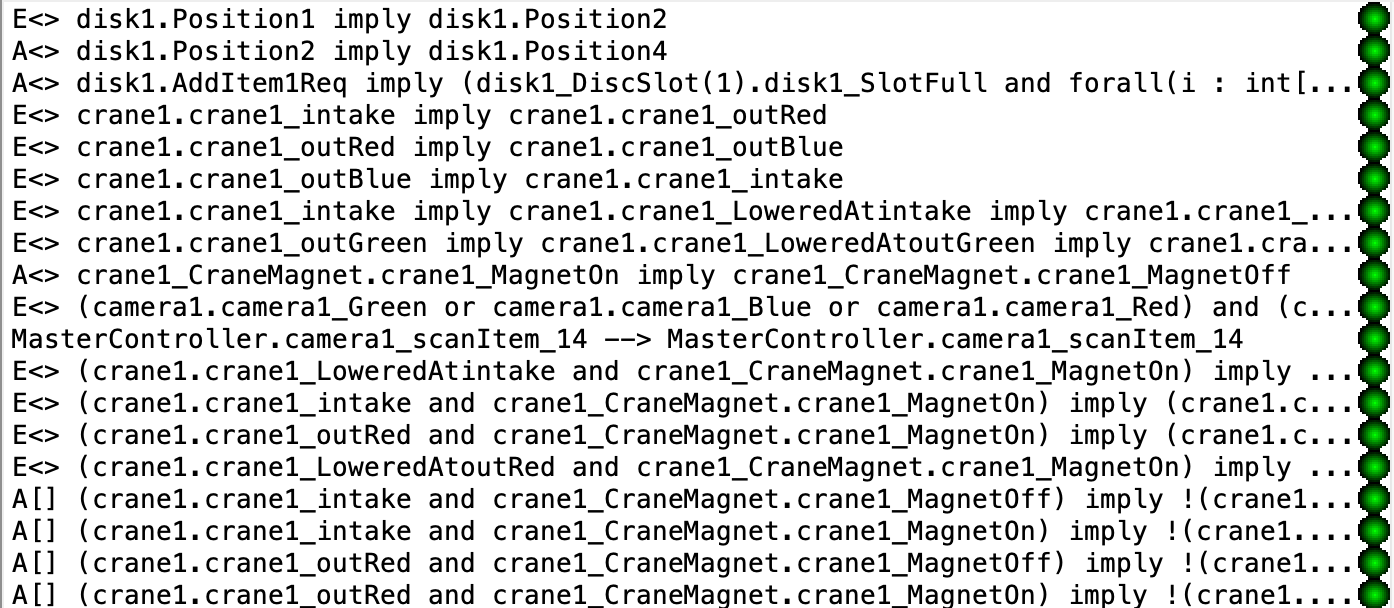 E<> disk1.Position1 imply disk1.Position2
A<> disk1.Position2 imply disk1.Position4
A<> disk1.AddItem1Req imply (disk1_DiscSlot(1).disk1_SlotFull and forall(i : int[...
E<> crane1.crane1_intake imply crane1.crane1_outRed
E<> crane1.crane1_outRed imply crane1.crane1_outBlue
E<> crane1.crane1_outBlue imply crane1.crane1_intake
E<> crane1.crane1_intake imply crane1.crane1_LoweredAtintake imply crane1.crane1_...
E<> crane1.crane1_outGreen imply crane1.crane1_LoweredAtoutGreen imply crane1.cra...
A<> crane1_CraneMagnet.crane1_MagnetOn imply crane1_CraneMagnet.crane1_MagnetOff
E<> (camera1.camera1_Green or camera1.camera1_Blue or camera1.camera1_Red) and (c...
MasterController.camera1_scanItem_14 --> MasterController.camera1_scanItem_14
E<> (crane1.crane1_LoweredAtintake and crane1_CraneMagnet.crane1_MagnetOn) imply ...
E<> (crane1.crane1_intake and crane1_CraneMagnet.crane1_MagnetOn) imply (crane1.c...
E<> (crane1.crane1_outRed and crane1_CraneMagnet.crane1_MagnetOn) imply (crane1.c...
E<> (crane1.crane1_LoweredAtoutRed and crane1_CraneMagnet.crane1_MagnetOn) imply ...
A[] (crane1.crane1_intake and crane1_CraneMagnet.crane1_MagnetOff) imply !(crane1....
A[] (crane1.crane1_intake and crane1_CraneMagnet.crane1_MagnetOn) imply !(crane1....
A[] (crane1.crane1_outRed and crane1_CraneMagnet.crane1_MagnetOff) imply !(crane1....
A[] (crane1.crane1_outRed and crane1_CraneMagnet.crane1_MagnetOn) imply !(crane1....